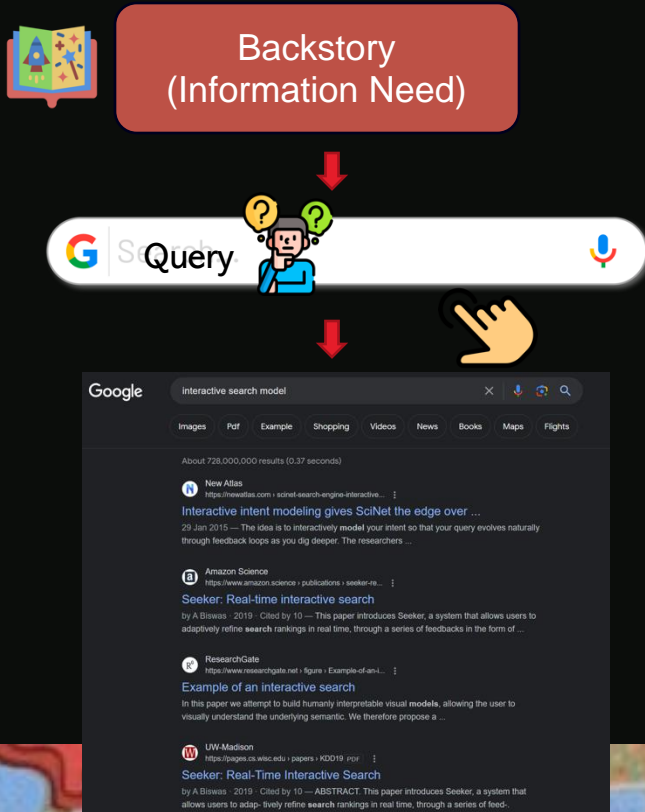 Backstory
(Information Need)
? ?
G Search...
Query
Google
interactive search model
Images Pdf Example Shopping Videos News Books Maps Flights
About 728,000,000 results (0.37 seconds)
New Atlas
https://newatlas.com › scinet-search-engine-interactive...
Interactive intent modeling gives SciNet the edge over ...
29 Jan 2015 — The idea is to interactively model your intent so that your query evolves naturally
through feedback loops as you dig deeper. The researchers ...
Amazon Science
https://www.amazon.science › publications › seeker-re...
Seeker: Real-time interactive search
by A Biswas · 2019 · Cited by 10 — This paper introduces Seeker, a system that allows users to
adaptively refine search rankings in real time, through a series of feedbacks in the form of ...
ResearchGate
https://www.researchgate.net › figure › Example-of-an-i...
Example of an interactive search
In this paper we attempt to build humanly interpretable visual models, allowing the user to
visually understand the underlying semantic. We therefore propose a ...
UW-Madison
https://pages.cs.wisc.edu › papers › KDD19 PDF
Seeker: Real-Time Interactive Search
by A Biswas · 2019 · Cited by 10 — ABSTRACT. This paper introduces Seeker, a system that
allows users to adap- tively refine search rankings in real time, through a series of feed-.